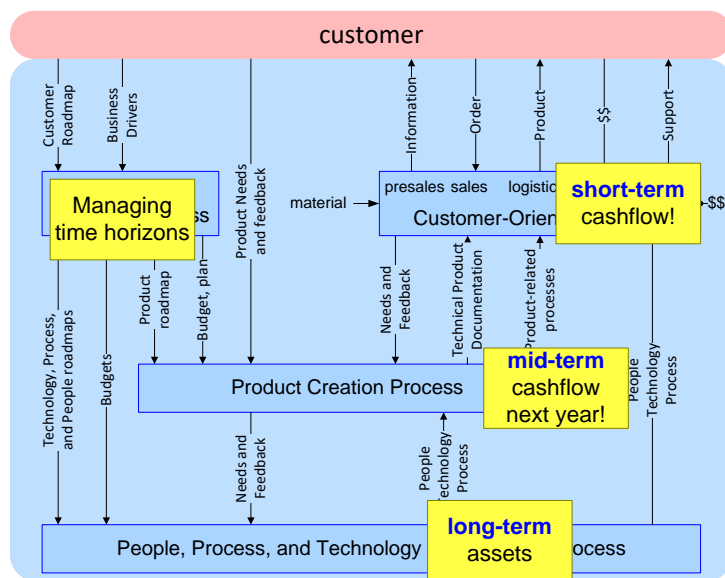 customer
Customer
Roadmap
Business
Drivers
Product Needs
and feedback
Information
Order
Product
$$
Support
presales sales logistic
material
Customer-Orien
short-term
cashflow!
$$
Managing
time horizons
ss
Technology, Process,
and People roadmaps
Budgets
Product
roadmap
Budget, plan
Needs and
Feedback
Technical Product
Documentation
Product-related
processes
Product Creation Process
mid-term
cashflow
next year!
People
Technology
Process
Needs and
Feedback
People
Technology
Process
People, Process, and Technology
long-term
assets
ocess